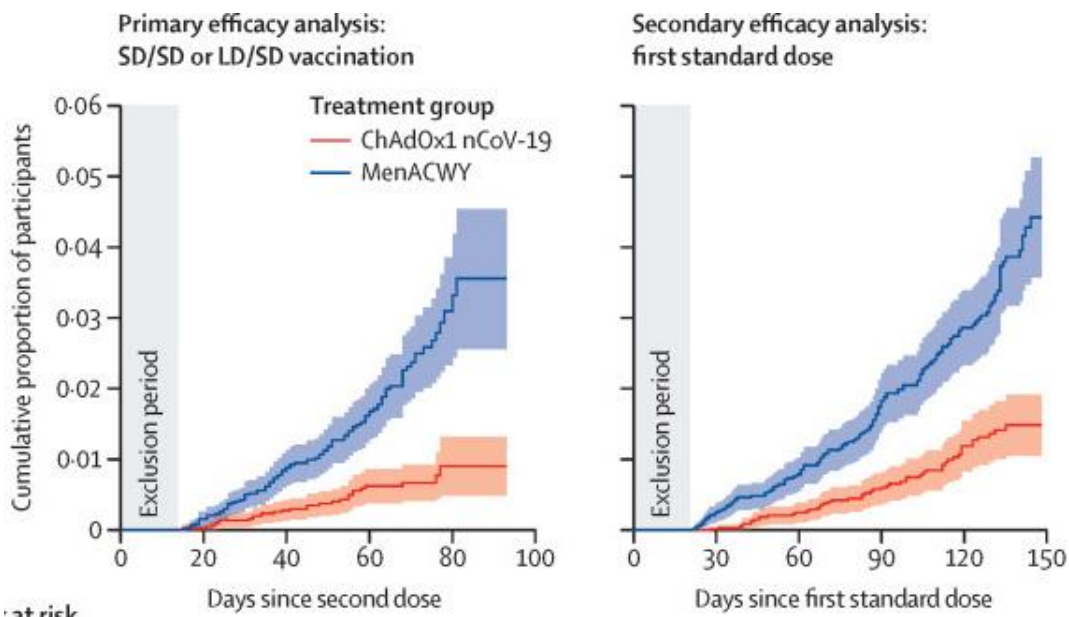 Primary efficacy analysis:
SD/SD or LD/SD vaccination
Treatment group
ChAdOx1 nCoV-19
MenACWY
Cumulative proportion of participants
0·06
0·05
0·04
0·03
0·02
0·01
0
Exclusion period
0 20 40 60 80 100
Days since second dose
Secondary efficacy analysis:
first standard dose
Exclusion period
0 30 60 90 120 150
Days since first standard dose
at risk